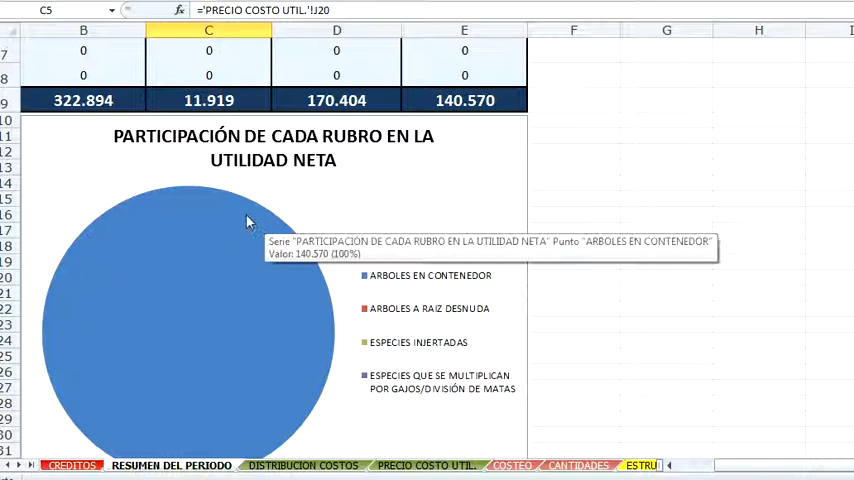 C5 fx ='PRECIO COSTO UTIL.'!J20
B C D E F G H
7 0 0 0 0
8 0 0 0 0
9 322.894 11.919 170.404 140.570
10
11
12
13
14
15
16
17
18
19
20
21
22
23
24
25
26
27
28
29
30
31
PARTICIPACIÓN DE CADA RUBRO EN LA
UTILIDAD NETA
Serie "PARTICIPACIÓN DE CADA RUBRO EN LA UTILIDAD NETA" Punto "ARBOLES EN CONTENEDOR"
Valor: 140.570 (100%)
ARBOLES EN CONTENEDOR
ARBOLES A RAIZ DESNUDA
ESPECIES INJERTADAS
ESPECIES QUE SE MULTIPLICAN
POR GAJOS/DIVISIÓN DE MATAS
CREDITOS RESUMEN DEL PERIODO DISTRIBUCION COSTOS PRECIO COSTO UTIL. COSTEO CANTIDADES ESTRU